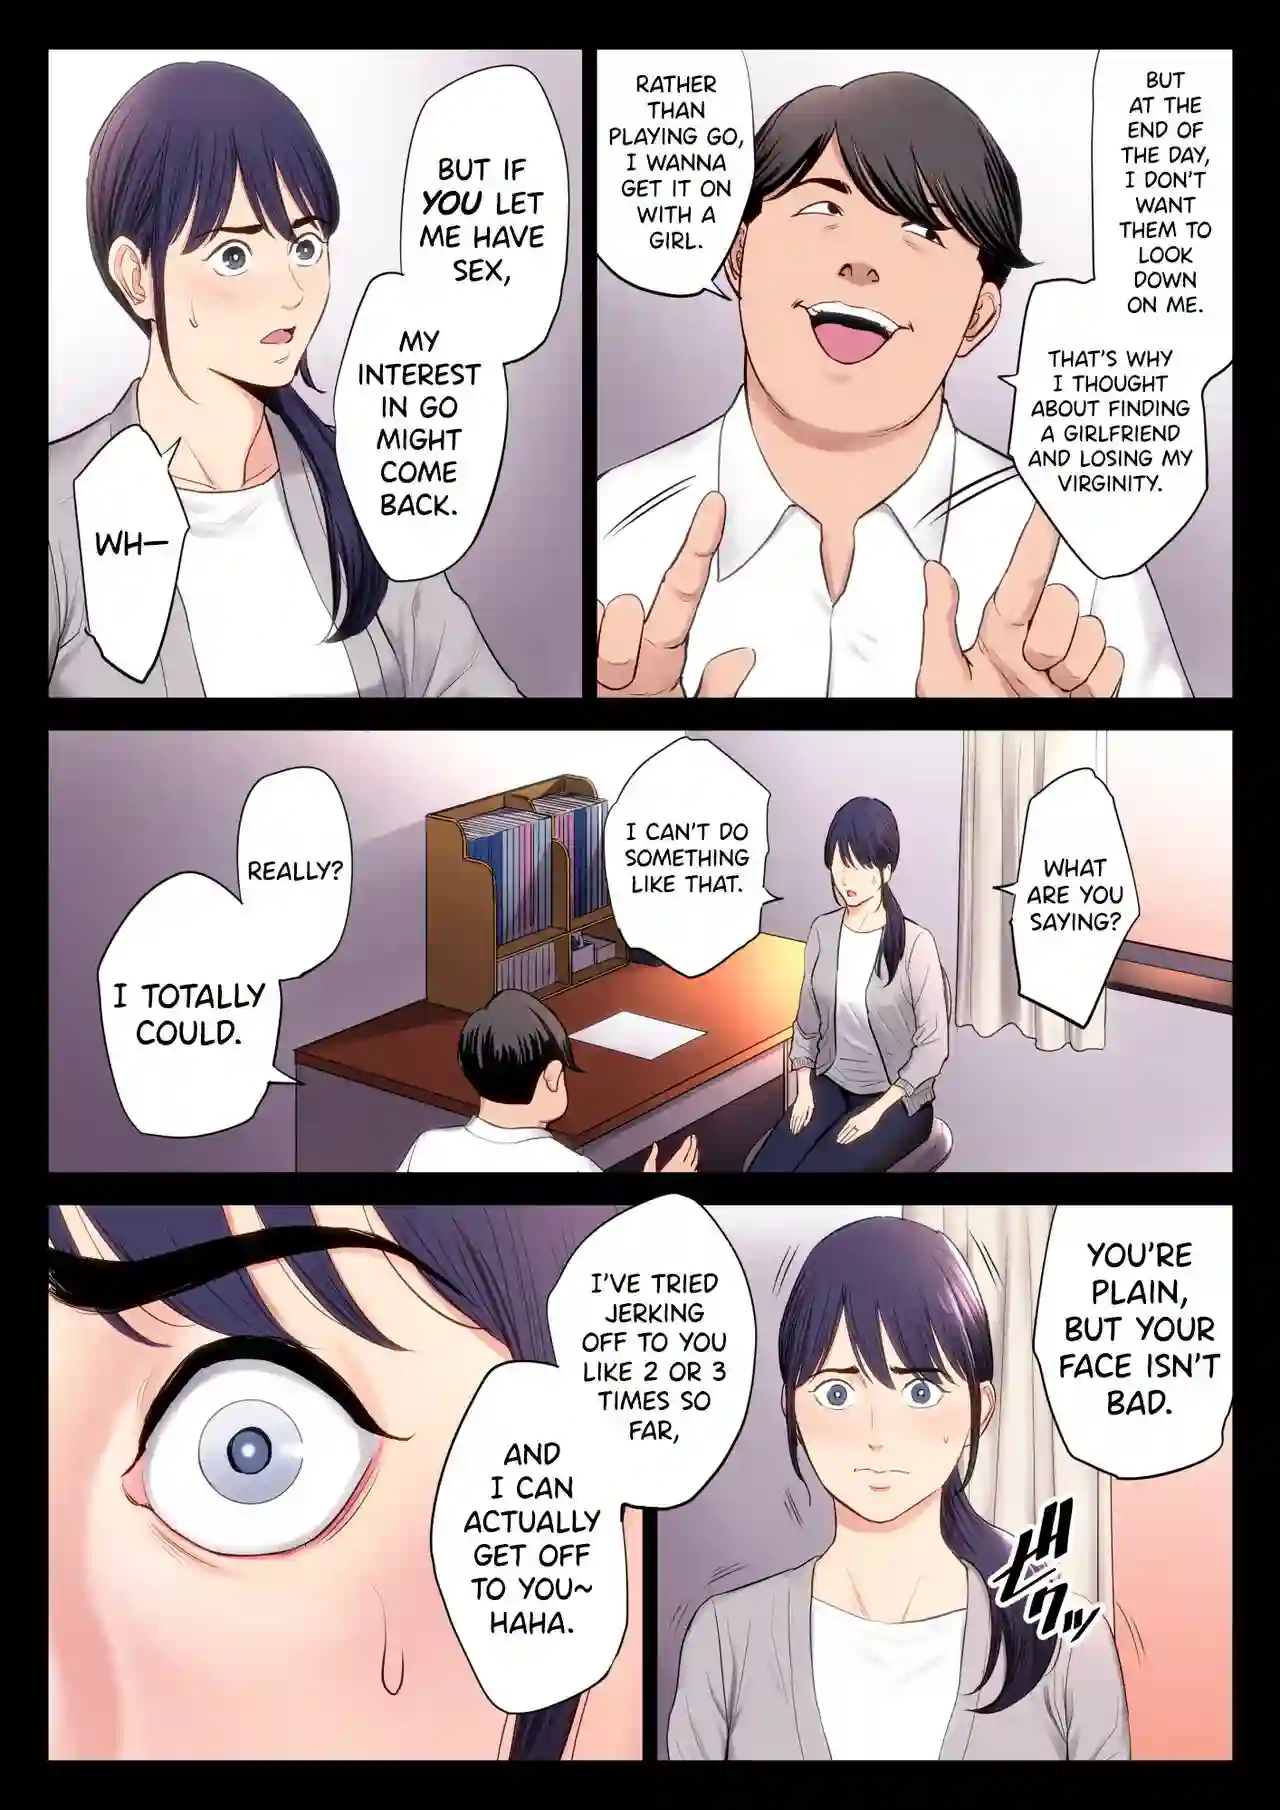 BUT
AT THE
END OF
THE DAY,
I DON'T
WANT
THEM TO
LOOK
DOWN
ON ME.
THAT'S WHY
I THOUGHT
ABOUT FINDING
A GIRLFRIEND
AND LOSING MY
VIRGINITY.
RATHER
THAN
PLAYING GO,
I WANNA
GET IT ON
WITH A
GIRL.
BUT IF
YOU LET
ME HAVE
SEX,
MY
INTEREST
IN GO
MIGHT
COME
BACK.
WH—
WHAT
ARE YOU
SAYING?
I CAN'T DO
SOMETHING
LIKE THAT.
REALLY?
I TOTALLY
COULD.
YOU'RE
PLAIN,
BUT YOUR
FACE ISN'T
BAD.
ビクッ
I'VE TRIED
JERKING
OFF TO YOU
LIKE 2 OR 3
TIMES SO
FAR,
AND
I CAN
ACTUALLY
GET OFF
TO YOU~
HAHA.